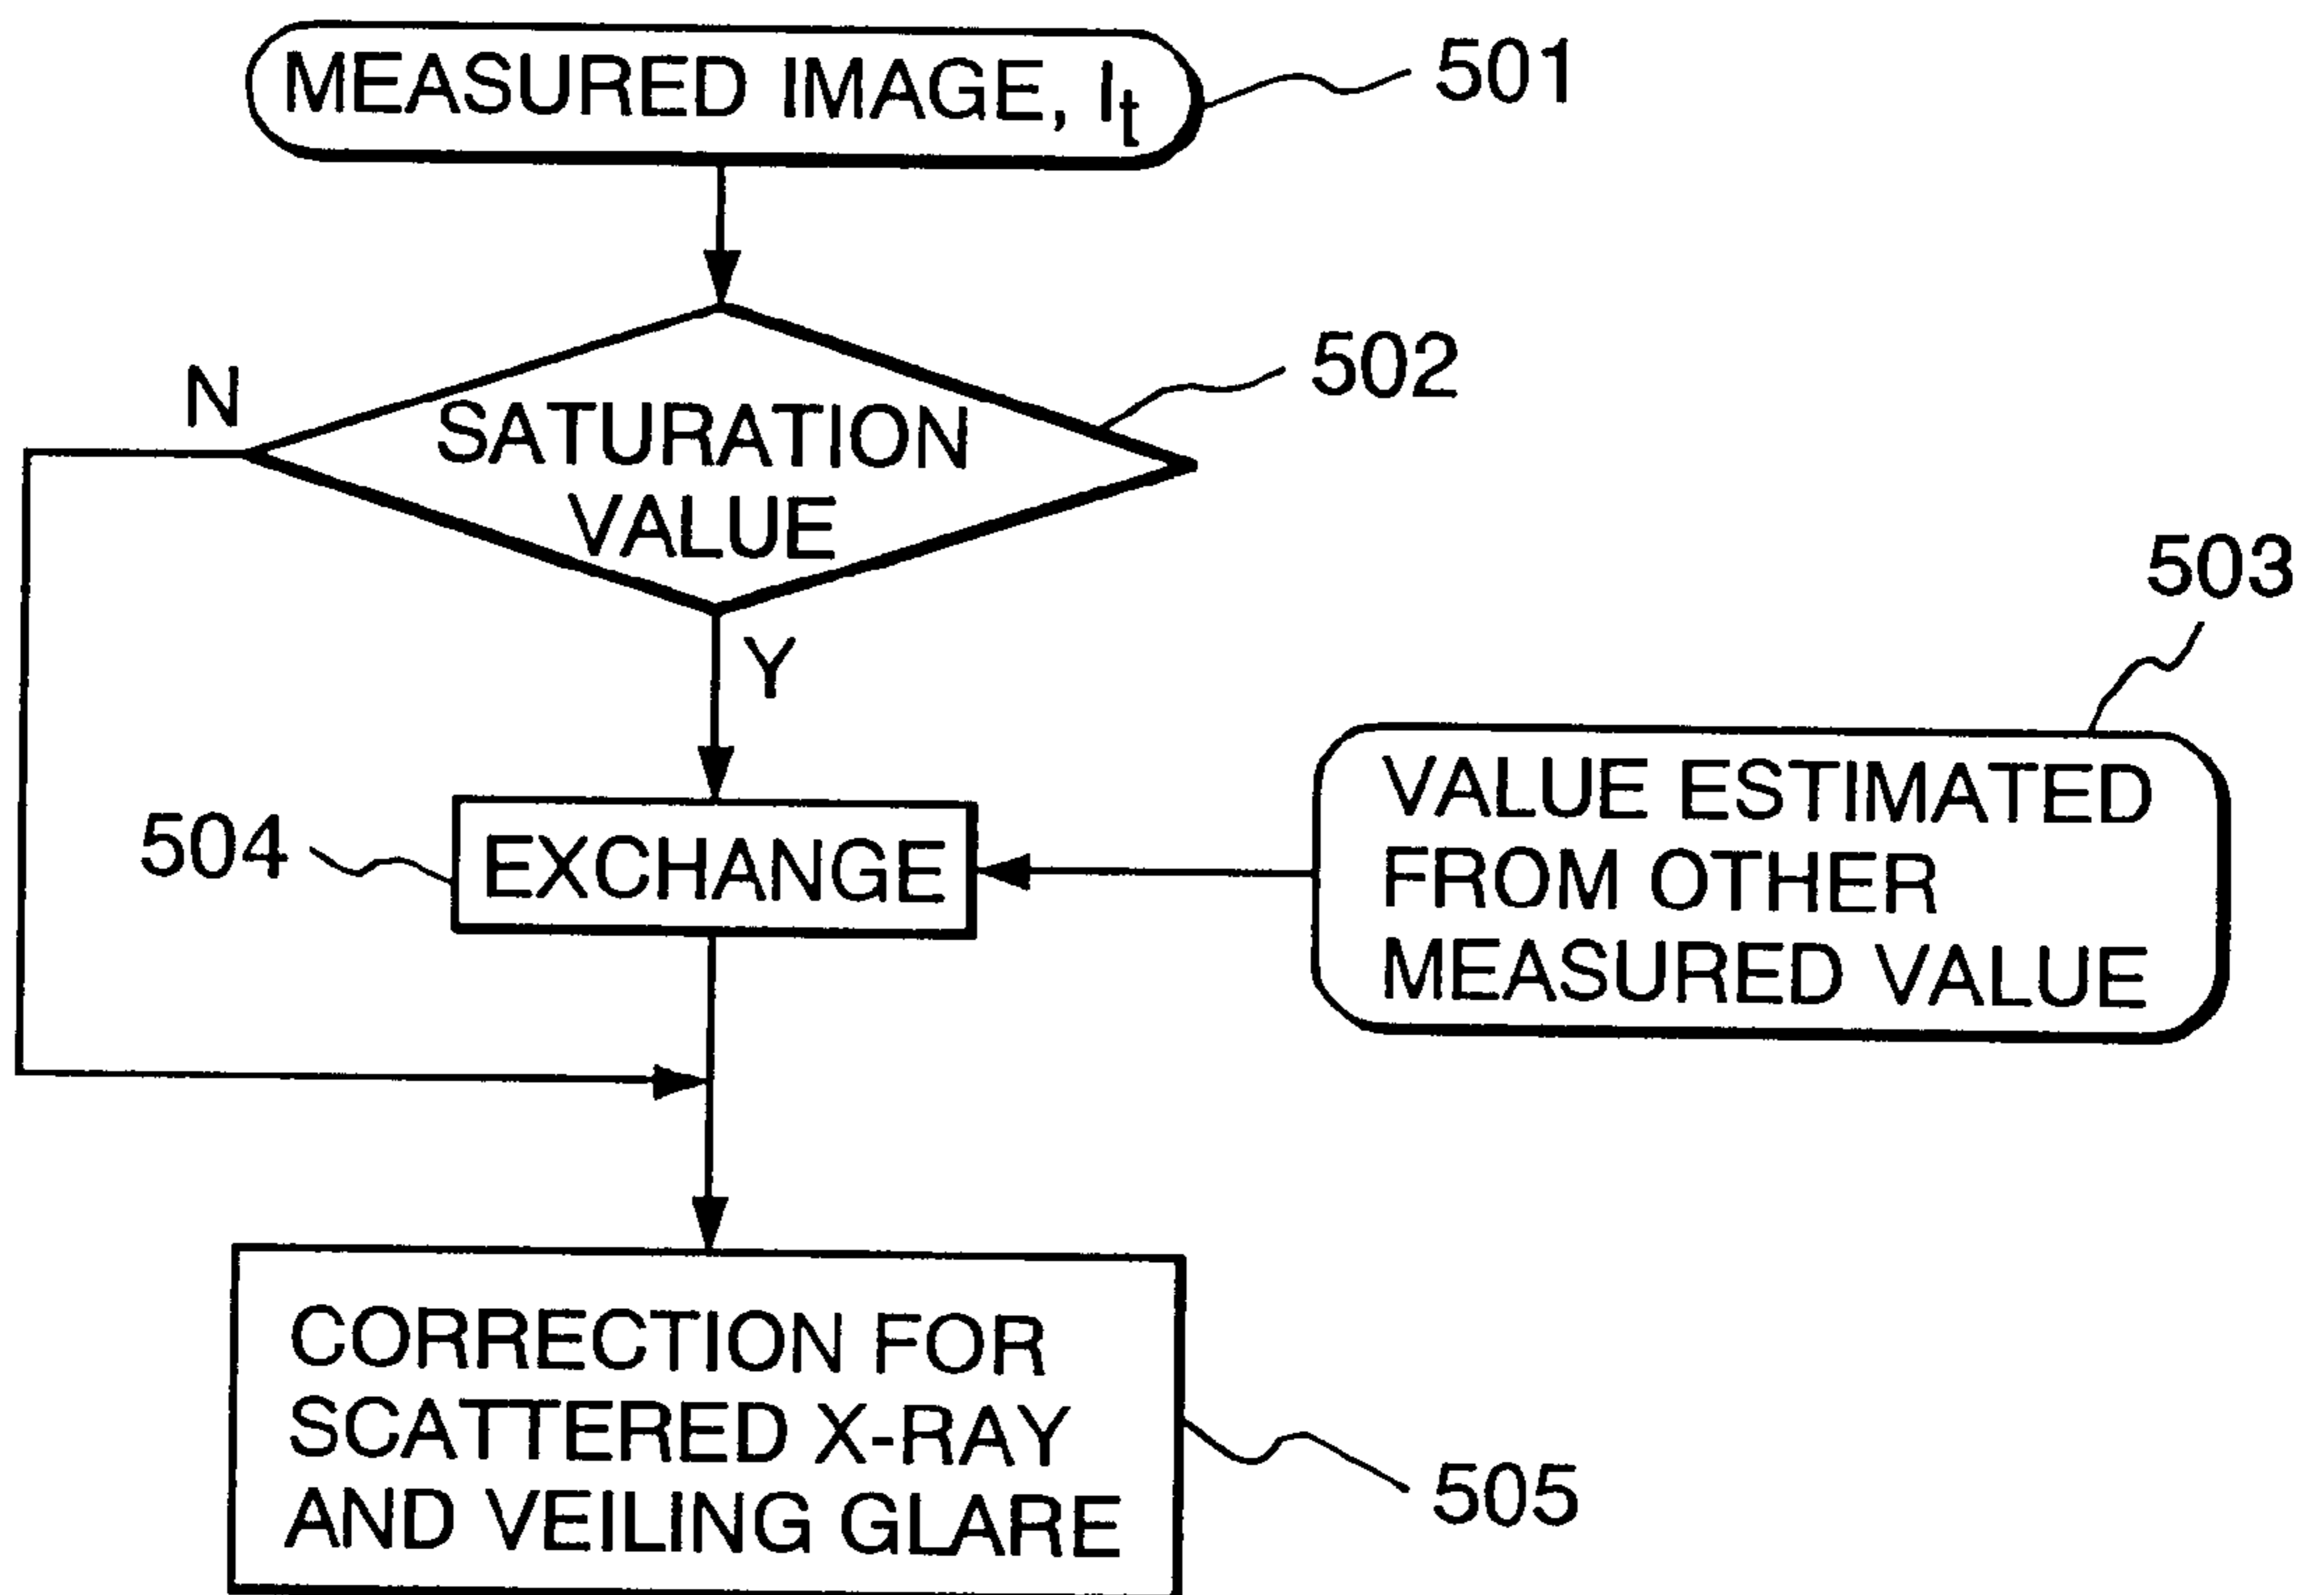 MEASURED IMAGE, It
501
N
502
SATURATION
VALUE
503
Y
504
EXCHANGE
VALUE ESTIMATED
FROM OTHER
MEASURED VALUE
CORRECTION FOR
SCATTERED X-RAY
AND VEILING GLARE
505